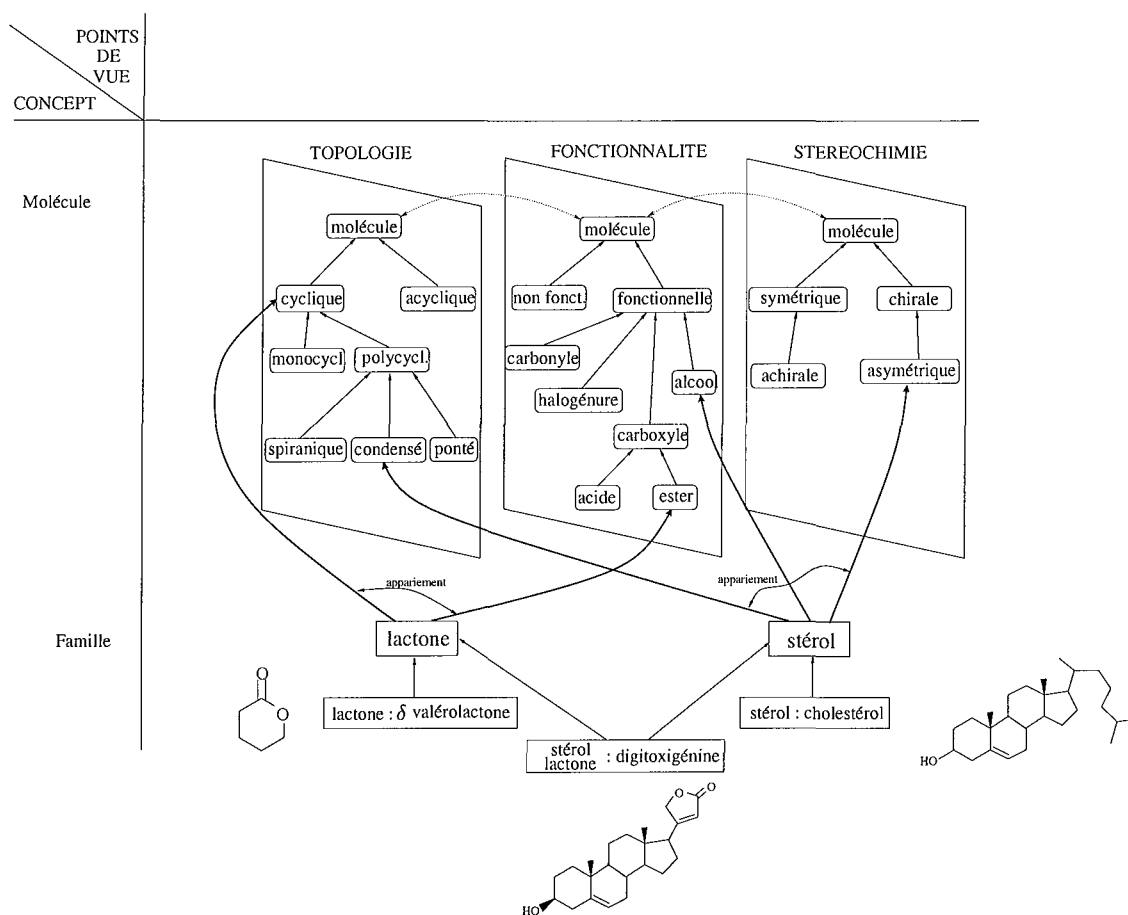 POINTS
DE
VUE
CONCEPT
TOPOLOGIE
FONCTIONNALITE
STEREOCHIMIE
Molécule
molécule
molécule
molécule
cyclique
acyclique
non fonct.
fonctionnelle
symétrique
chirale
monocycl.
polycycl.
carbonyle
halogénure
alcool
achirale
asymétrique
spiranique
condensé
ponté
carboxyle
acide
ester
appariement
appariement
Famille
lactone
stérol
lactone : δ valérolactone
stérol : cholestérol
stérol
lactone : digitoxigénine
O
O
HO
O
O
HO